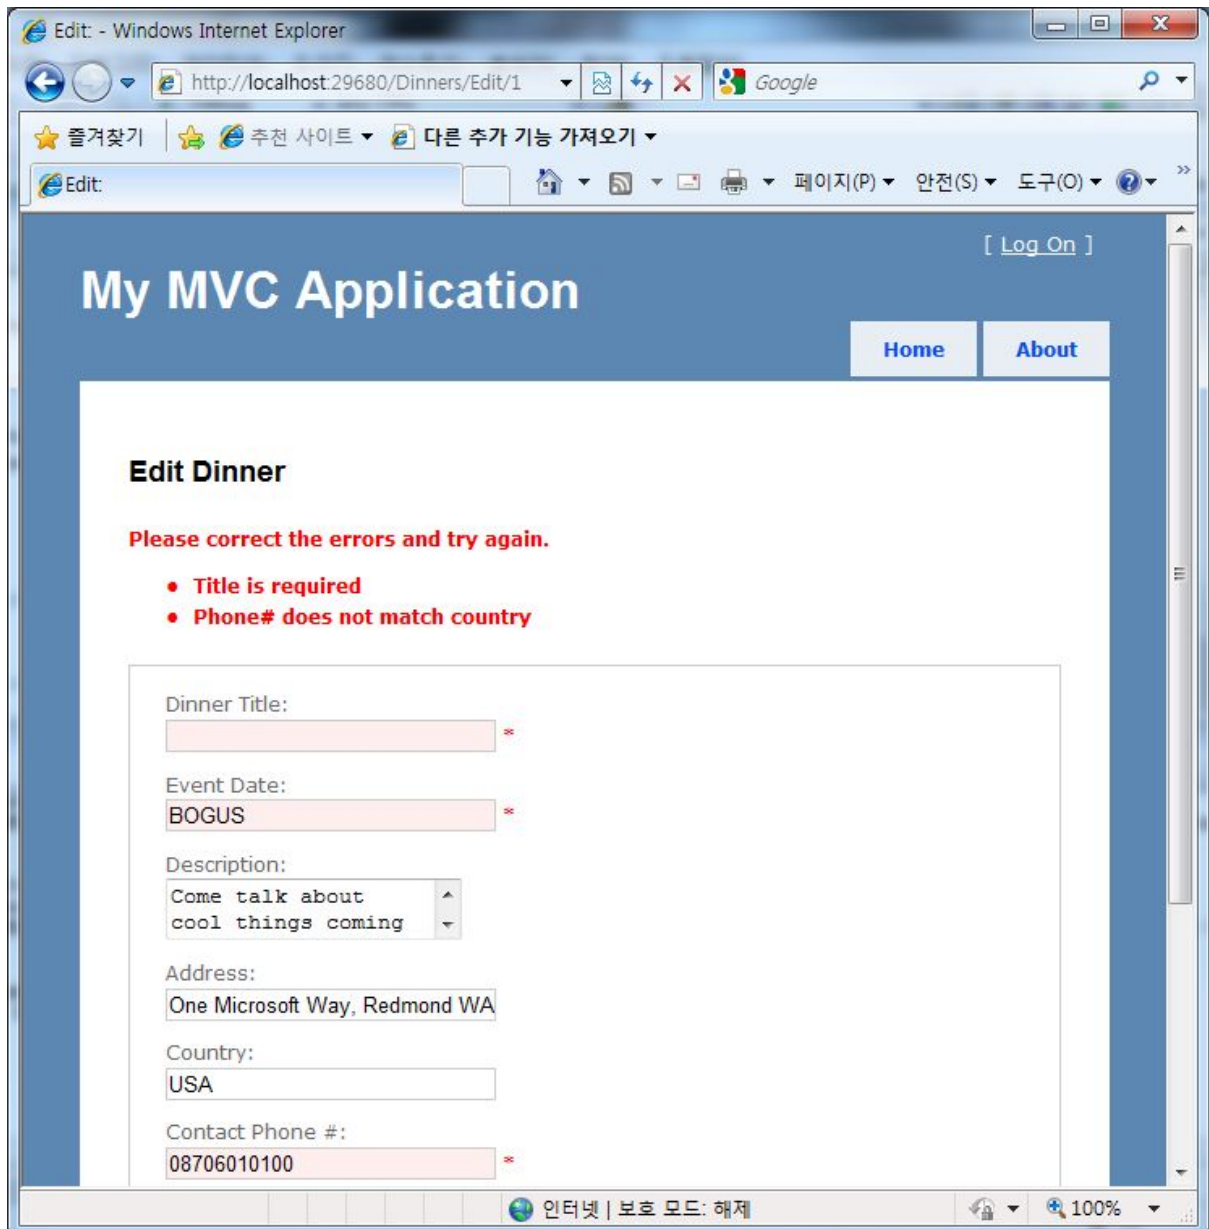 Edit: - Windows Internet Explorer
http://localhost:29680/Dinners/Edit/1
Google
즐겨찾기
추천 사이트
다른 추가 기능 가져오기
Edit:
페이지(P)
안전(S)
도구(O)
[ Log On ]
My MVC Application
Home
About
Edit Dinner
Please correct the errors and try again.
• Title is required
• Phone# does not match country
Dinner Title:
*
Event Date:
BOGUS *
Description:
Come talk about
cool things coming
Address:
One Microsoft Way, Redmond WA
Country:
USA
Contact Phone #:
08706010100 *
인터넷 | 보호 모드: 해제
100%